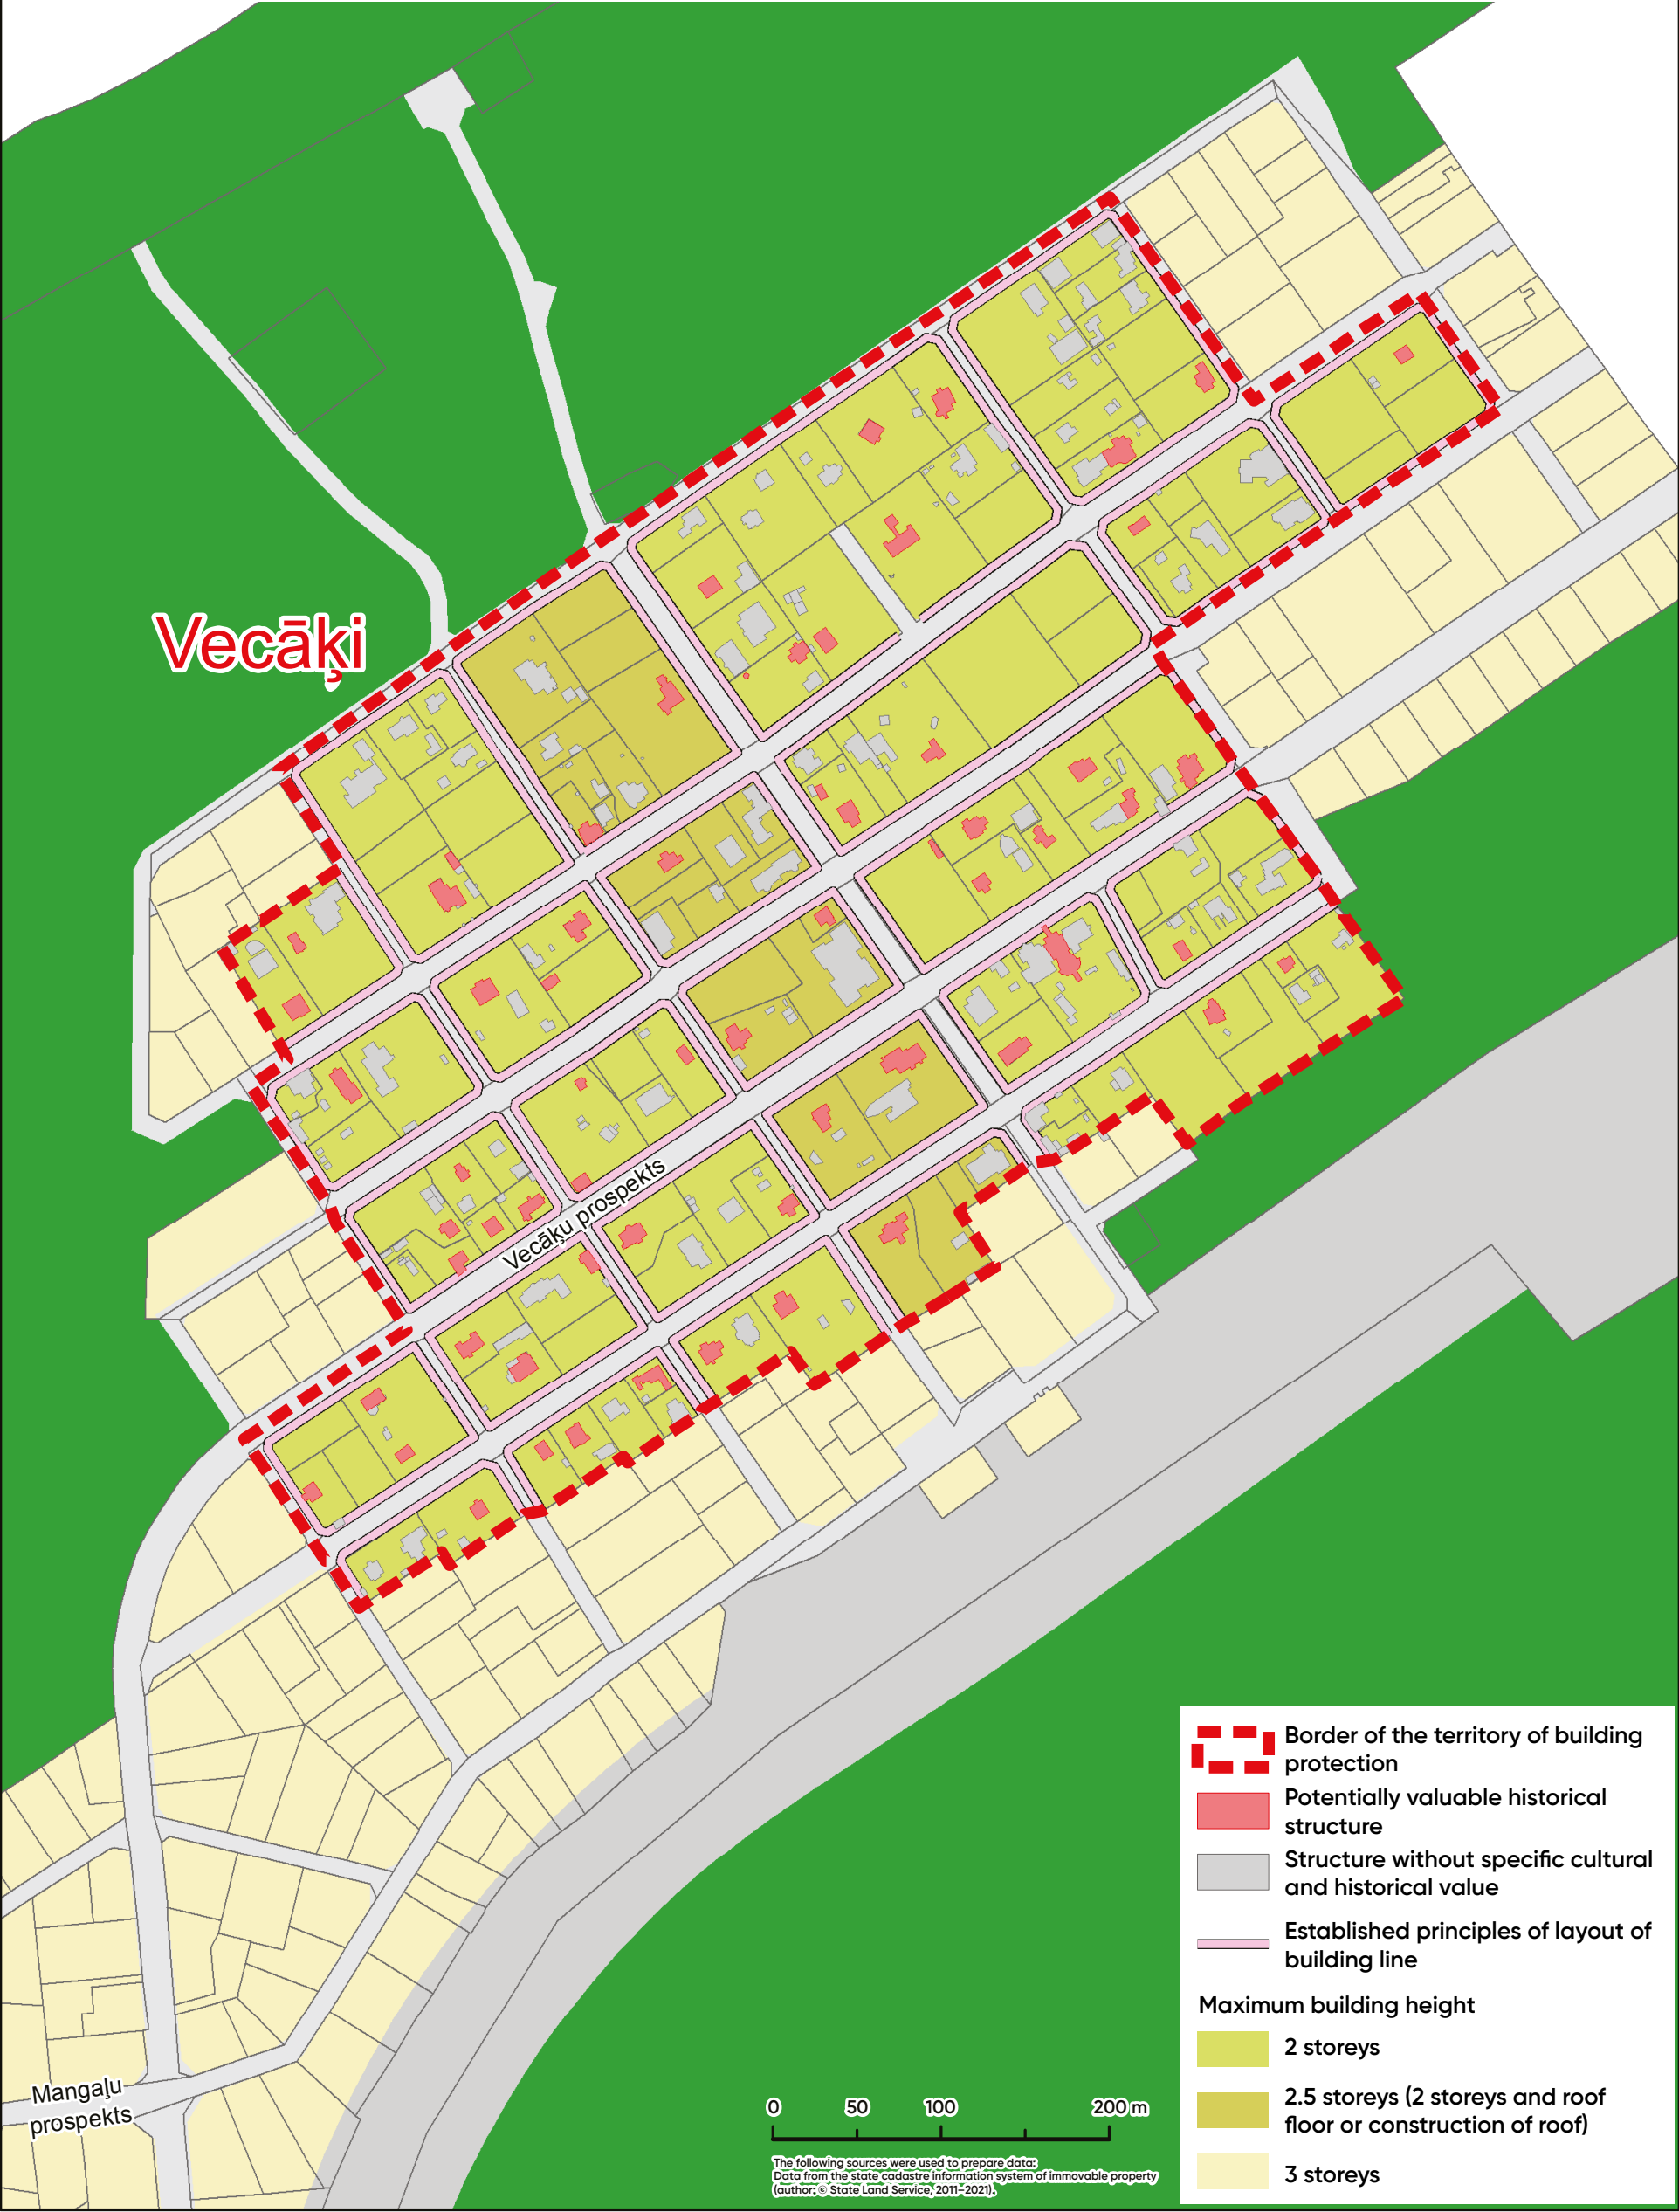 Vecāķi
Vecāķu prospekts
Mangaļu
prospekts
Border of the territory of building
protection
Potentially valuable historical
structure
Structure without specific cultural
and historical value
Established principles of layout of
building line
Maximum building height
2 storeys
2.5 storeys (2 storeys and roof
floor or construction of roof)
3 storeys
0 50 100 200 m
The following sources were used to prepare data:
Data from the state cadastre information system of immovable property
(author: © State Land Service, 2011–2021).